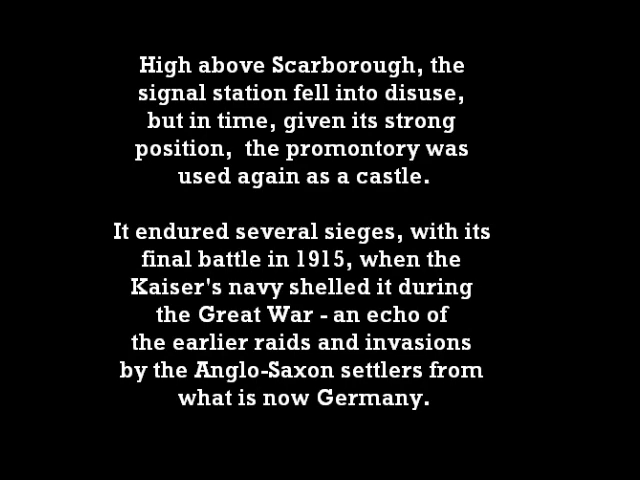 High above Scarborough, the
signal station fell into disuse,
but in time, given its strong
position,  the promontory was
used again as a castle.
It endured several sieges, with its
final battle in 1915, when the
Kaiser's navy shelled it during
the Great War - an echo of
the earlier raids and invasions
by the Anglo-Saxon settlers from
what is now Germany.